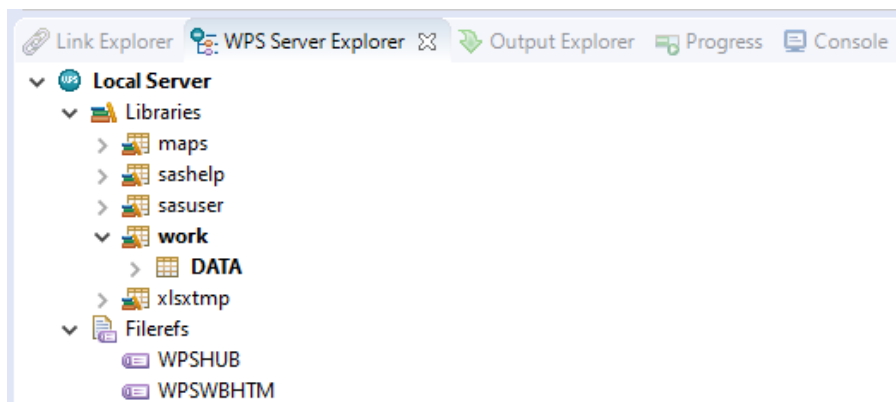 Link Explorer WPS Server Explorer Output Explorer Progress Console
WPS Local Server
Libraries
maps
sashelp
sasuser
work
DATA
xlsxtmp
Filerefs
WPSHUB
WPSWBHTM